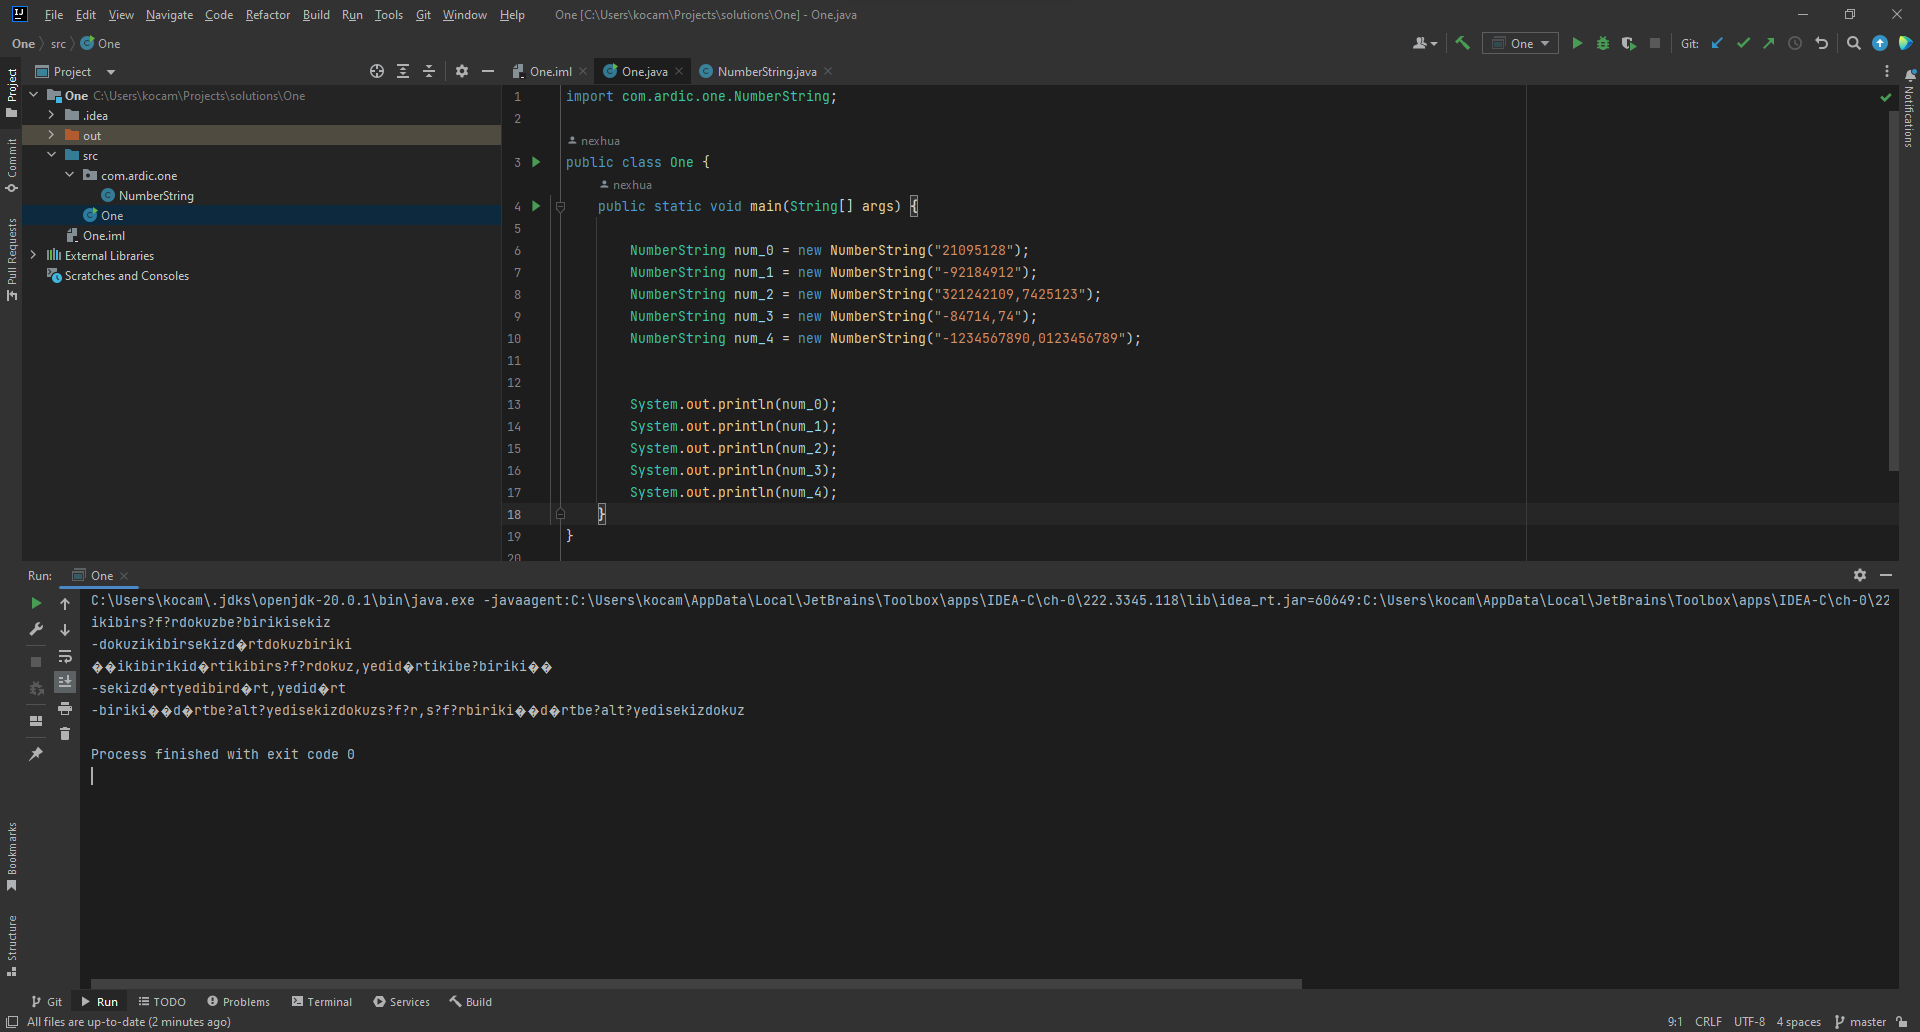 File Edit View Navigate Code Refactor Build Run Tools Git Window Help One [C:\Users\kocam\Projects\solutions\One] - One.java
One src One
One
Git:
Project
One.iml
One.java
NumberString.java
Project
Commit
Pull Requests
Bookmarks
Structure
Notifications
One C:\Users\kocam\Projects\solutions\One
.idea
out
src
com.ardic.one
NumberString
One
One.iml
External Libraries
Scratches and Consoles
1 import com.ardic.one.NumberString;
2
nexhua
3 public class One {
nexhua
4 public static void main(String[] args) {
5
6 NumberString num_0 = new NumberString("21095128");
7 NumberString num_1 = new NumberString("-92184912");
8 NumberString num_2 = new NumberString("321242109,7425123");
9 NumberString num_3 = new NumberString("-84714,74");
10 NumberString num_4 = new NumberString("-1234567890,0123456789");
11
12
13 System.out.println(num_0);
14 System.out.println(num_1);
15 System.out.println(num_2);
16 System.out.println(num_3);
17 System.out.println(num_4);
18 }
19 }
20
Run: One
C:\Users\kocam\.jdks\openjdk-20.0.1\bin\java.exe -javaagent:C:\Users\kocam\AppData\Local\JetBrains\Toolbox\apps\IDEA-C\ch-0\222.3345.118\lib\idea_rt.jar=60649:C:\Users\kocam\AppData\Local\JetBrains\Toolbox\apps\IDEA-C\ch-0\222
ikibirs?f?rdokuzbe?birikisekiz
-dokuzikibirsekizd�rtdokuzbiriki
��ikibirikid�rtikibirs?f?rdokuz,yedid�rtikibe?biriki��
-sekizd�rtyedibird�rt,yedid�rt
-biriki��d�rtbe?alt?yedisekizdokuzs?f?r,s?f?rbiriki��d�rtbe?alt?yedisekizdokuz
Process finished with exit code 0
Git Run TODO Problems Terminal Services Build
All files are up-to-date (2 minutes ago)
9:1 CRLF UTF-8 4 spaces master